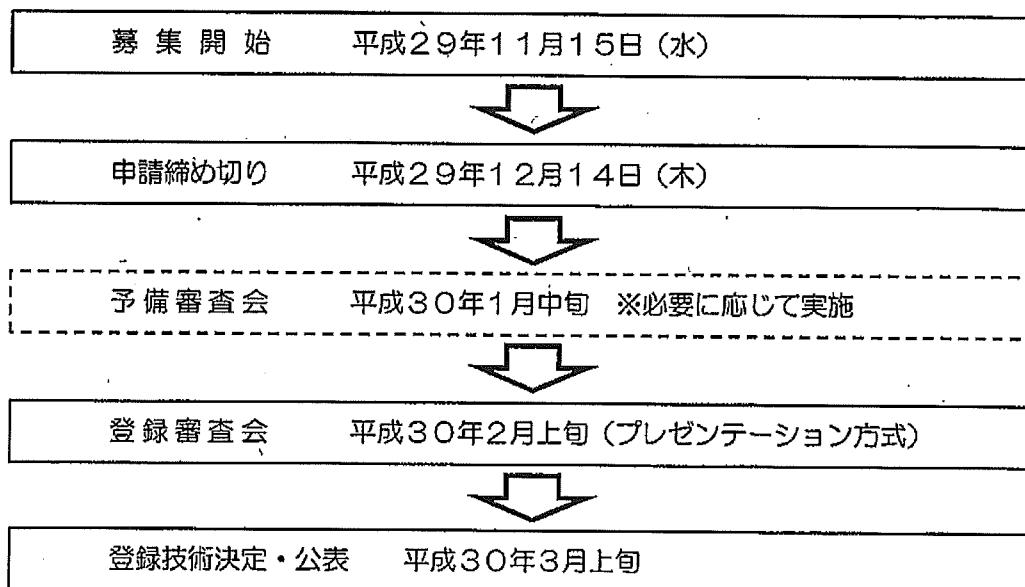 募集開始 平成29年11月15日（水）
申請締め切り 平成29年12月14日（木）
予備審査会 平成30年1月中旬 ※必要に応じて実施
登録審査会 平成30年2月上旬（プレゼンテーション方式）
登録技術決定・公表 平成30年3月上旬